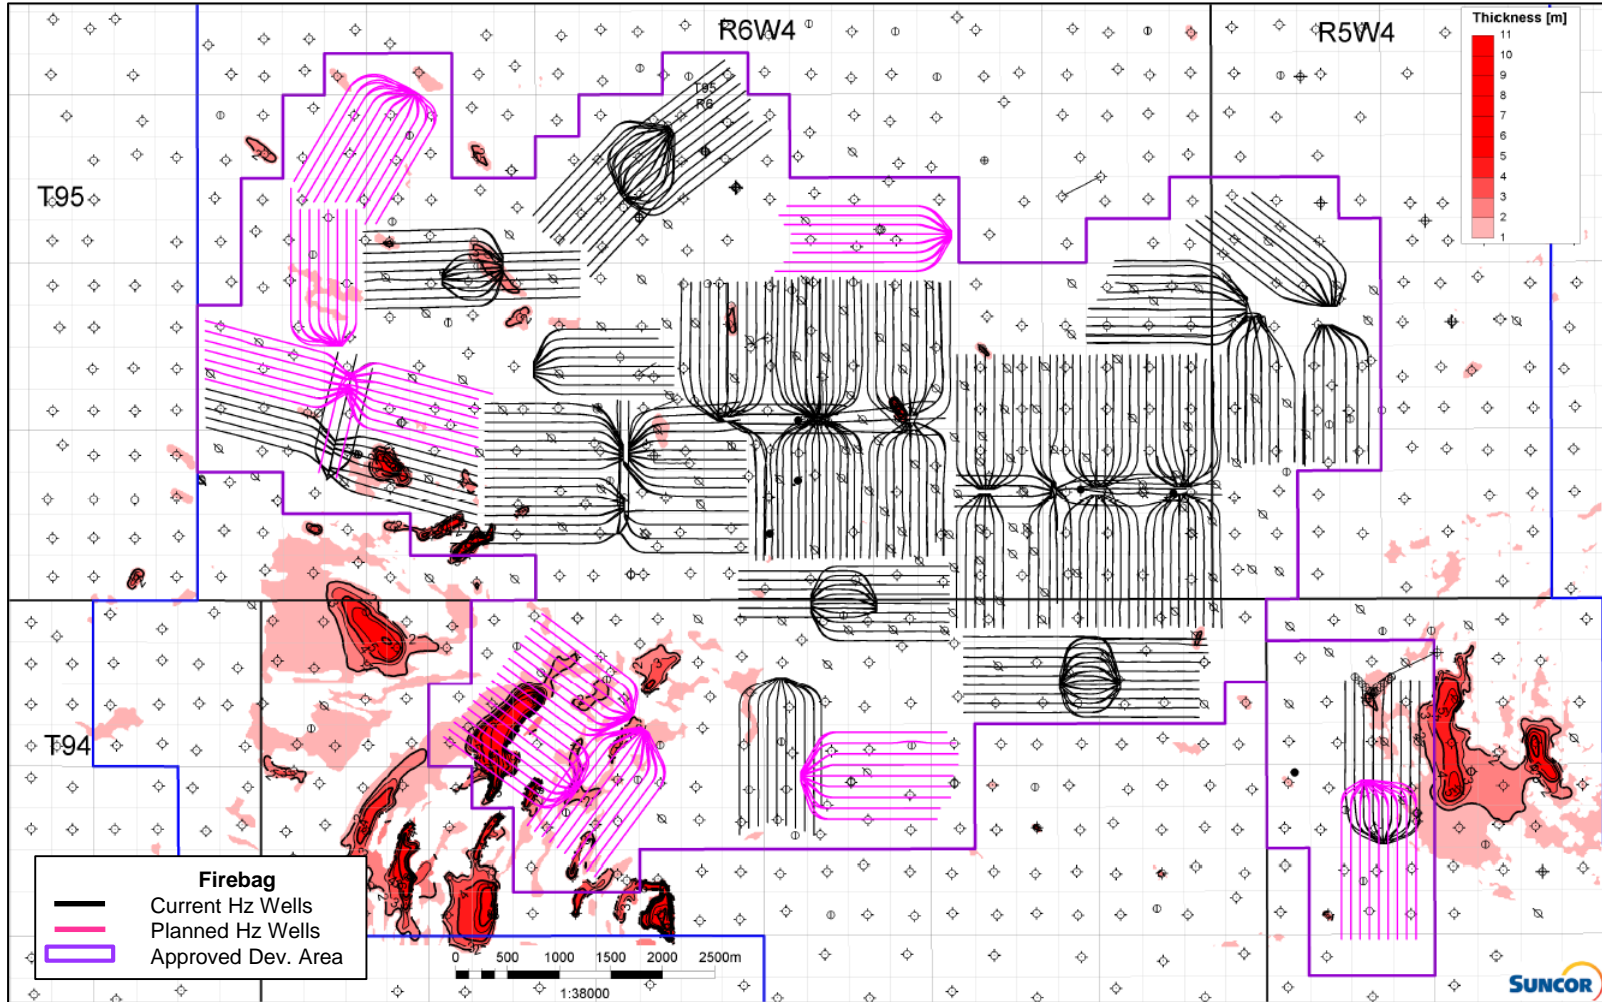 R6W4
R5W4
Thickness [m]
11
10
9
8
7
6
5
4
3
2
1
T95
R6
T95
T94
Firebag
Current Hz Wells
Planned Hz Wells
Approved Dev. Area
0 500 1000 1500 2000 2500m
1:38000
SUNCOR